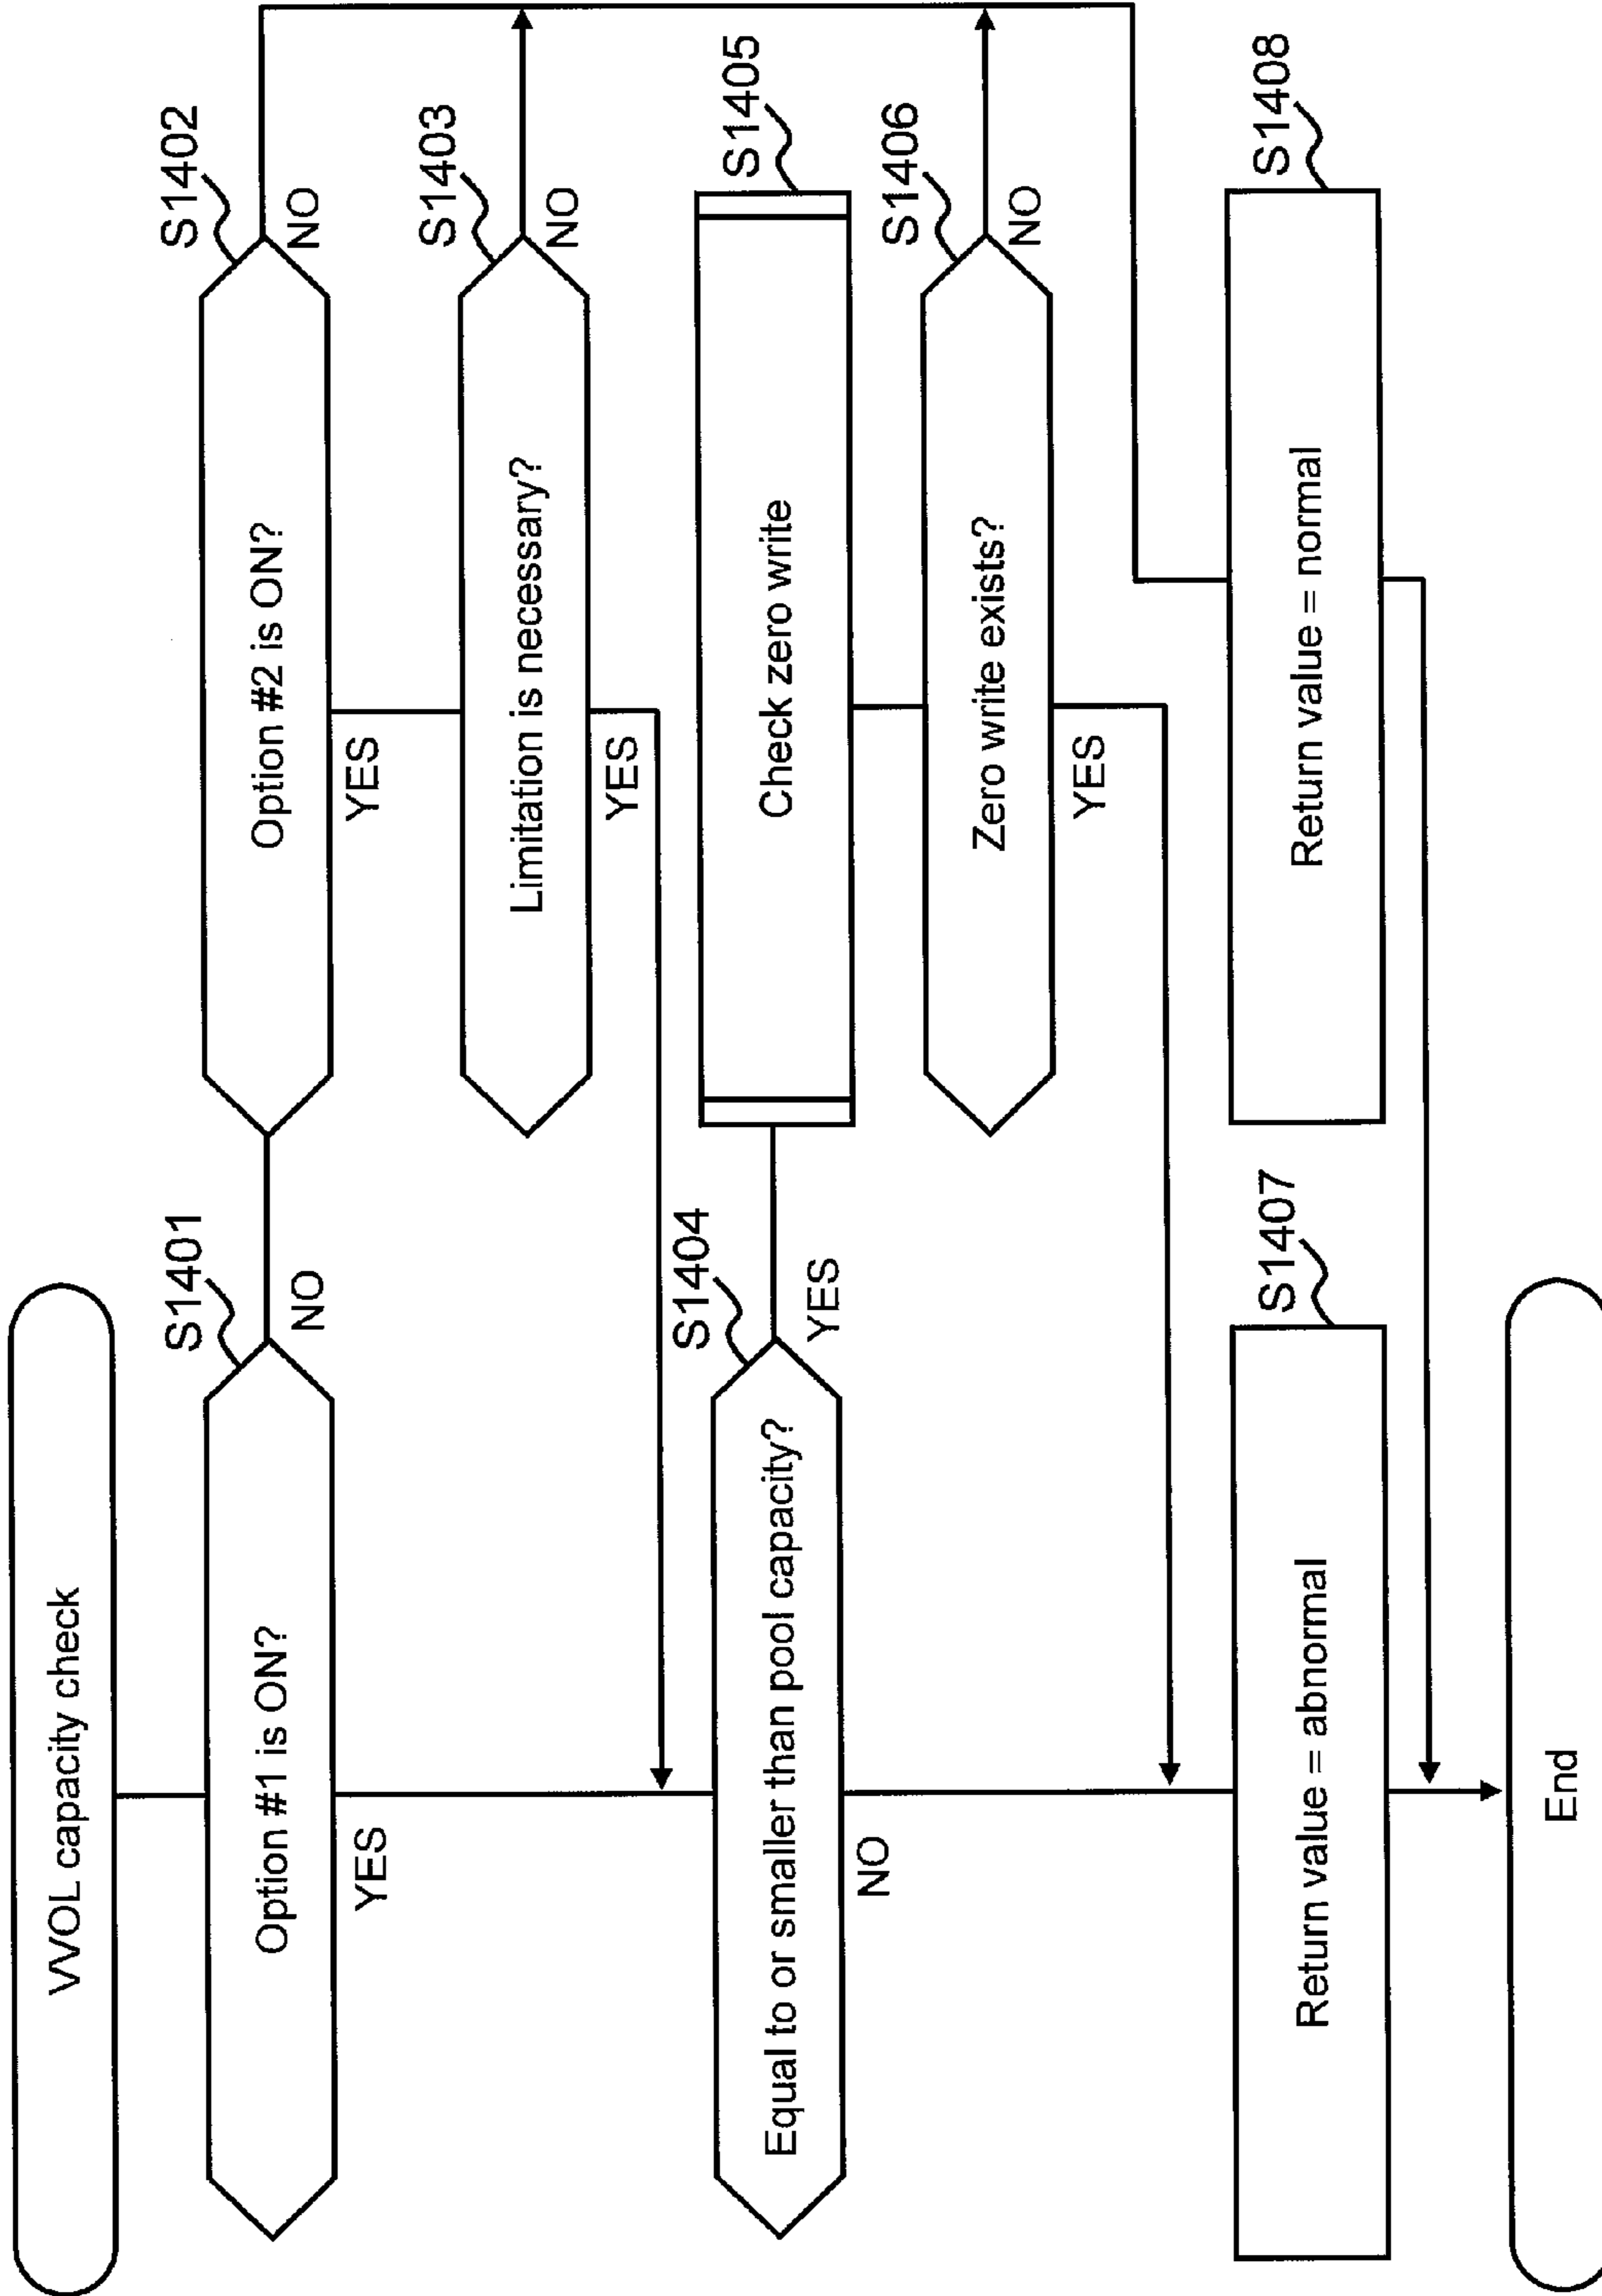 VVOL capacity check
S1401
Option #1 is ON?
NO
YES
S1402
Option #2 is ON?
NO
YES
S1403
Limitation is necessary?
NO
YES
S1404
Equal to or smaller than pool capacity?
YES
NO
S1405
Check zero write
S1406
Zero write exists?
NO
YES
S1407
Return value = abnormal
S1408
Return value = normal
End